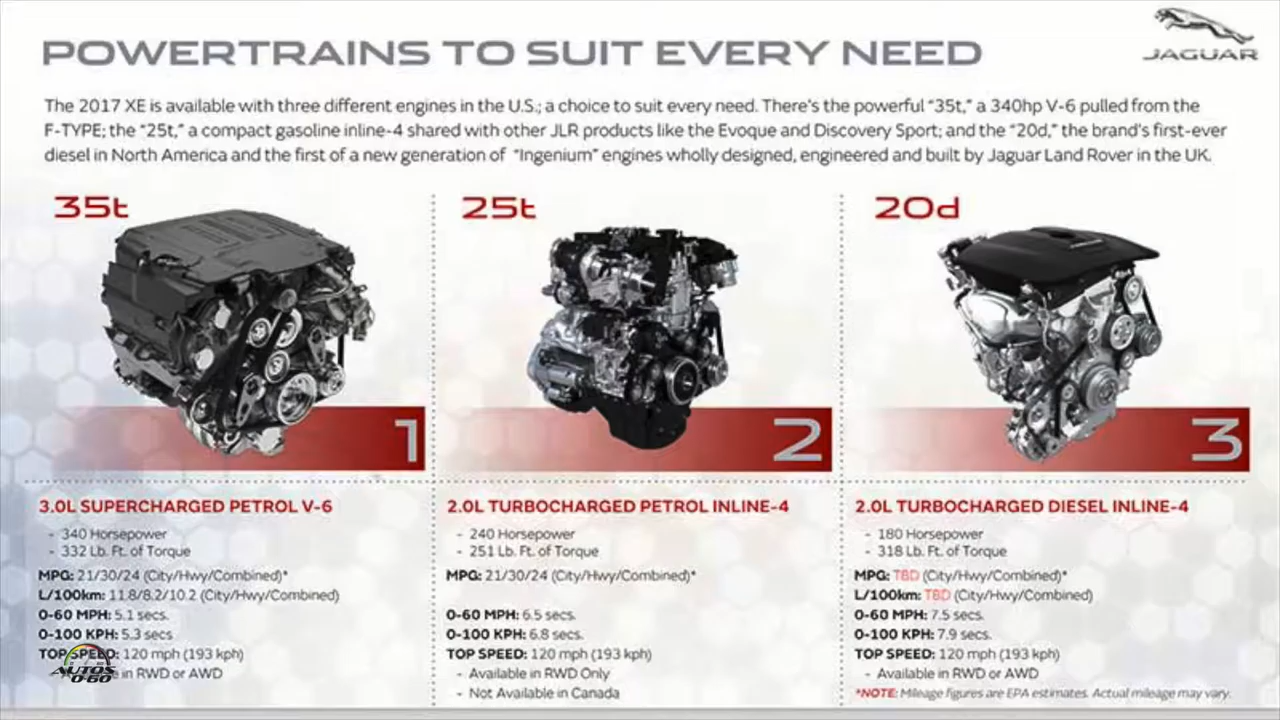 POWERTRAINS TO SUIT EVERY NEED
JAGUAR
The 2017 XE is available with three different engines in the U.S.; a choice to suit every need. There's the powerful "35t," a 340hp V-6 pulled from the
F-TYPE; the "25t," a compact gasoline inline-4 shared with other JLR products like the Evoque and Discovery Sport; and the "20d," the brand's first-ever
diesel in North America and the first of a new generation of "Ingenium" engines wholly designed, engineered and built by Jaguar Land Rover in the UK.
35t
1
3.0L SUPERCHARGED PETROL V-6
- 340 Horsepower
- 332 Lb. Ft. of Torque
MPG: 21/30/24 (City/Hwy/Combined)*
L/100km: 11.8/8.2/10.2 (City/Hwy/Combined)
0-60 MPH: 5.1 secs.
0-100 KPH: 5.3 secs
TOP SPEED: 120 mph (193 kph)
in RWD or AWD
AUTOS
0-60
25t
2
2.0L TURBOCHARGED PETROL INLINE-4
- 240 Horsepower
- 251 Lb. Ft. of Torque
MPG: 21/30/24 (City/Hwy/Combined)*
0-60 MPH: 6.5 secs.
0-100 KPH: 6.8 secs.
TOP SPEED: 120 mph (193 kph)
- Available in RWD Only
- Not Available in Canada
20d
3
2.0L TURBOCHARGED DIESEL INLINE-4
- 180 Horsepower
- 318 Lb. Ft. of Torque
MPG: TBD (City/Hwy/Combined)*
L/100km: TBD (City/Hwy/Combined)
0-60 MPH: 7.5 secs.
0-100 KPH: 7.9 secs.
TOP SPEED: 120 mph (193 kph)
- Available in RWD or AWD
*NOTE: Mileage figures are EPA estimates. Actual mileage may vary.